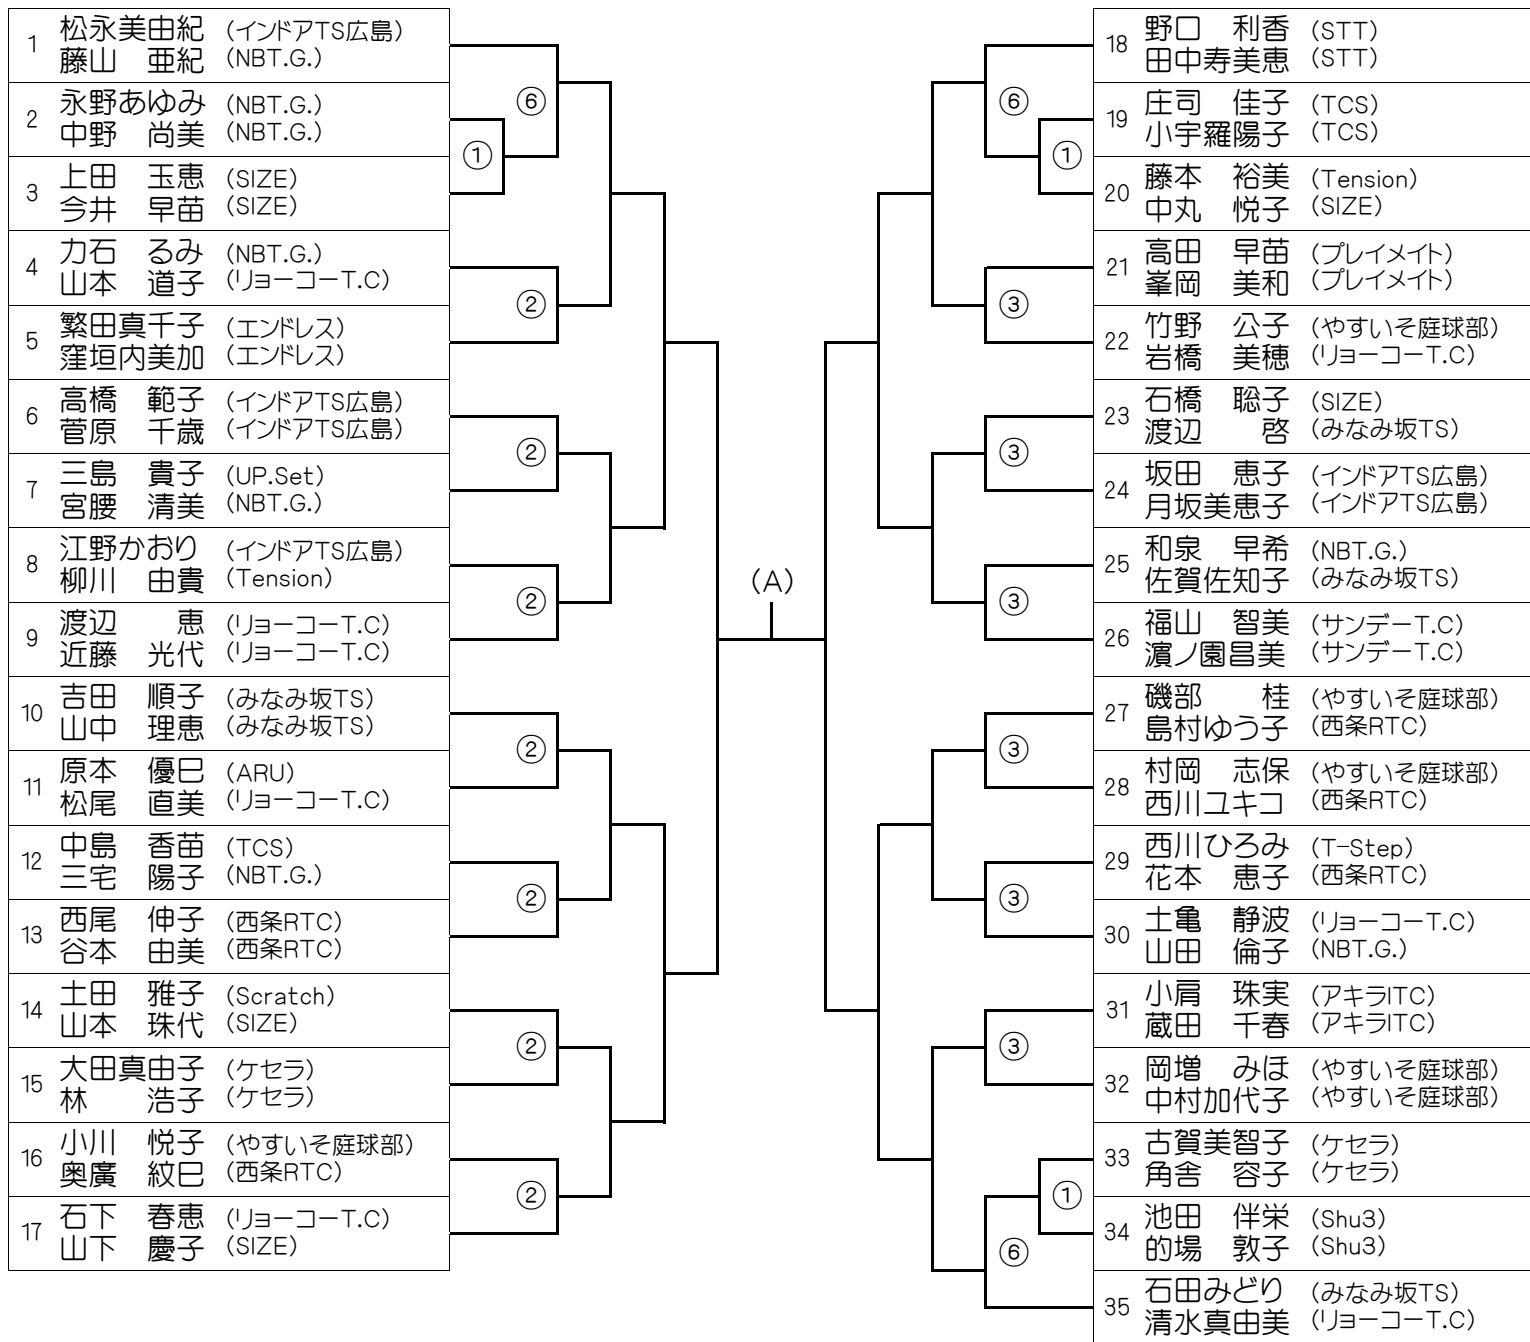 1 松永美由紀 (インドアTS広島)
藤山 亜紀 (NBT.G.)
2 永野あゆみ (NBT.G.)
中野 尚美 (NBT.G.)
3 上田 玉恵 (SIZE)
今井 早苗 (SIZE)
4 力石 るみ (NBT.G.)
山本 道子 (リョーコーT.C)
5 繁田真千子 (エンドレス)
窪垣内美加 (エンドレス)
6 高橋 範子 (インドアTS広島)
菅原 千歳 (インドアTS広島)
7 三島 貴子 (UP.Set)
宮腰 清美 (NBT.G.)
8 江野かおり (インドアTS広島)
柳川 由貴 (Tension)
9 渡辺 恵 (リョーコーT.C)
近藤 光代 (リョーコーT.C)
10 吉田 順子 (みなみ坂TS)
山中 理恵 (みなみ坂TS)
11 原本 優巳 (ARU)
松尾 直美 (リョーコーT.C)
12 中島 香苗 (TCS)
三宅 陽子 (NBT.G.)
13 西尾 伸子 (西条RTC)
谷本 由美 (西条RTC)
14 土田 雅子 (Scratch)
山本 珠代 (SIZE)
15 大田真由子 (ケセラ)
林 浩子 (ケセラ)
16 小川 悦子 (やすいそ庭球部)
奥廣 紋巳 (西条RTC)
17 石下 春恵 (リョーコーT.C)
山下 慶子 (SIZE)
⑥
①
②
②
②
②
②
②
②
(A)
⑥
①
③
③
③
③
③
③
①
⑥
18 野口 利香 (STT)
田中寿美恵 (STT)
19 庄司 佳子 (TCS)
小宇羅陽子 (TCS)
20 藤本 裕美 (Tension)
中丸 悦子 (SIZE)
21 高田 早苗 (プレイメイト)
峯岡 美和 (プレイメイト)
22 竹野 公子 (やすいそ庭球部)
岩橋 美穂 (リョーコーT.C)
23 石橋 聡子 (SIZE)
渡辺 啓 (みなみ坂TS)
24 坂田 恵子 (インドアTS広島)
月坂美恵子 (インドアTS広島)
25 和泉 早希 (NBT.G.)
佐賀佐知子 (みなみ坂TS)
26 福山 智美 (サンデーT.C)
濱ノ園昌美 (サンデーT.C)
27 磯部 桂 (やすいそ庭球部)
島村ゆう子 (西条RTC)
28 村岡 志保 (やすいそ庭球部)
西川ユキコ (西条RTC)
29 西川ひろみ (T-Step)
花本 恵子 (西条RTC)
30 土亀 静波 (リョーコーT.C)
山田 倫子 (NBT.G.)
31 小肩 珠実 (アキラITC)
蔵田 千春 (アキラITC)
32 岡増 みほ (やすいそ庭球部)
中村加代子 (やすいそ庭球部)
33 古賀美智子 (ケセラ)
角舎 容子 (ケセラ)
34 池田 伴栄 (Shu3)
的場 敦子 (Shu3)
35 石田みどり (みなみ坂TS)
清水真由美 (リョーコーT.C)